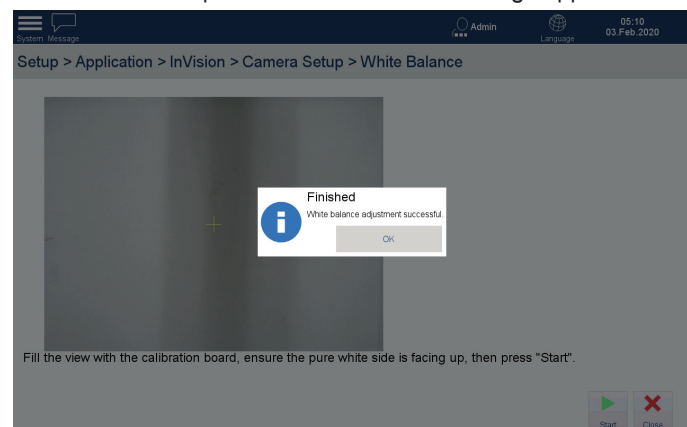 System Message
Admin
Language
05:10
03.Feb.2020
Setup > Application > InVision > Camera Setup > White Balance
Finished
White balance adjustment successful.
OK
Fill the view with the calibration board, ensure the pure white side is facing up, then press "Start".
Start Close